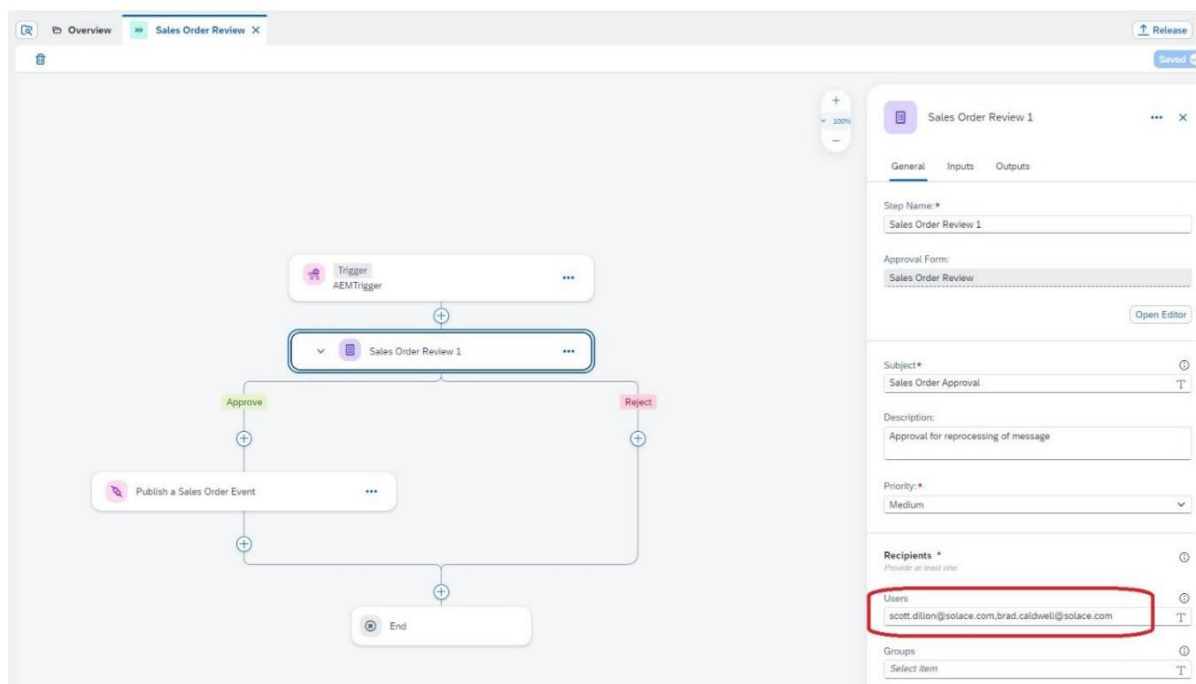 Overview
Sales Order Review
Release
Saved
100%
Trigger
AEMTrigger
Sales Order Review 1
Approve
Reject
Publish a Sales Order Event
End
Sales Order Review 1
General Inputs Outputs
Step Name:*
Sales Order Review 1
Approval Form:
Sales Order Review
Open Editor
Subject*
Sales Order Approval
Description:
Approval for reprocessing of message
Priority:*
Medium
Recipients *
Provide at least one
Users
scott.dillon@solace.com,brad.caldwell@solace.com
Groups
Select item